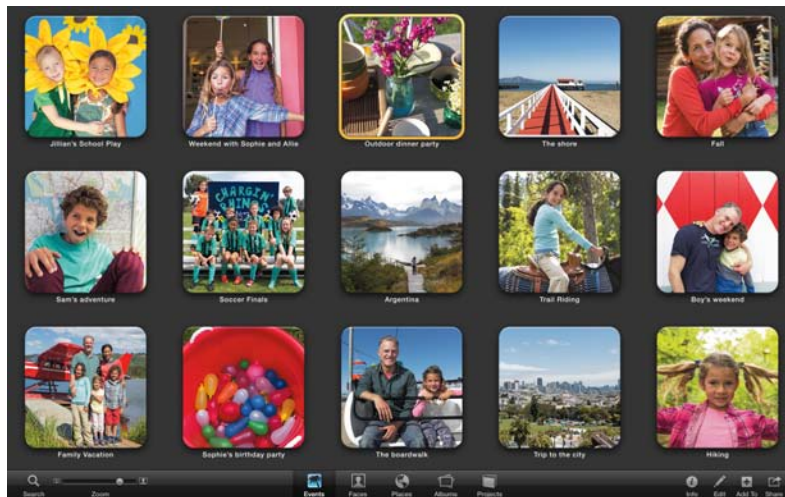 Jillian's School Play
Weekend with Sophie and Allie
Outdoor dinner party
The shore
Fall
CHARGIN'
RHINOS
Sam's adventure
Soccer Finals
Argentina
Trail Riding
Boy's weekend
Family Vacation
Sophie's birthday party
The boardwalk
Trip to the city
Hiking
Search
Zoom
Events
Faces
Places
Albums
Projects
Info
Edit
Add To
Share